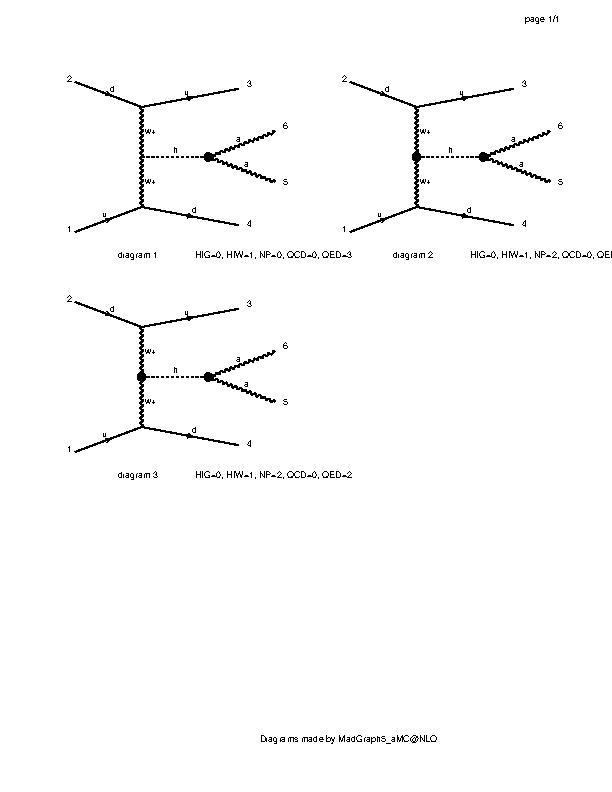 page 1/1
2 d u 3
w+ a 6
h
w+ a 5
u d
1 4
diagram 1 HIG=0, HIW=1, NP=0, QCD=0, QED=3
2 d u 3
w+ a 6
h
w+ a 5
u d
1 4
diagram 2 HIG=0, HIW=1, NP=2, QCD=0, QEI
2 d u 3
w+ a 6
h
w+ a 5
u d
1 4
diagram 3 HIG=0, HIW=1, NP=2, QCD=0, QED=2
Diagrams made by MadGraph5_aMC@NLO